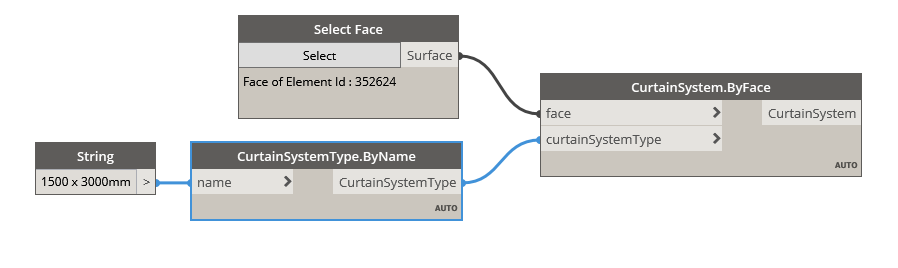 Select Face
Select Surface
Face of Element Id : 352624
CurtainSystem.ByFace
face > CurtainSystem
curtainSystemType >
AUTO
String
1500 x 3000mm >
CurtainSystemType.ByName
name > CurtainSystemType
AUTO